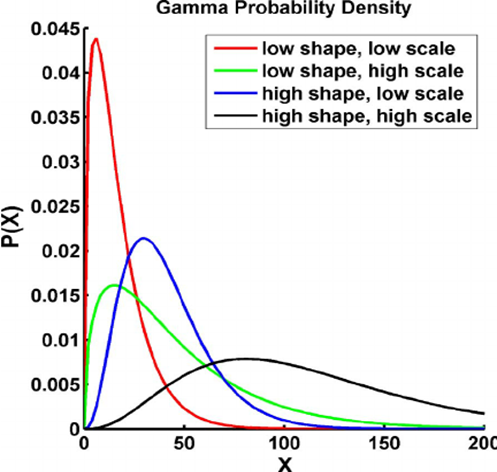 Gamma Probability Density
0.045
0.04
0.035
0.03
0.025
0.02
0.015
0.01
0.005
0
P(X)
low shape, low scale
low shape, high scale
high shape, low scale
high shape, high scale
0 50 100 150 200
X